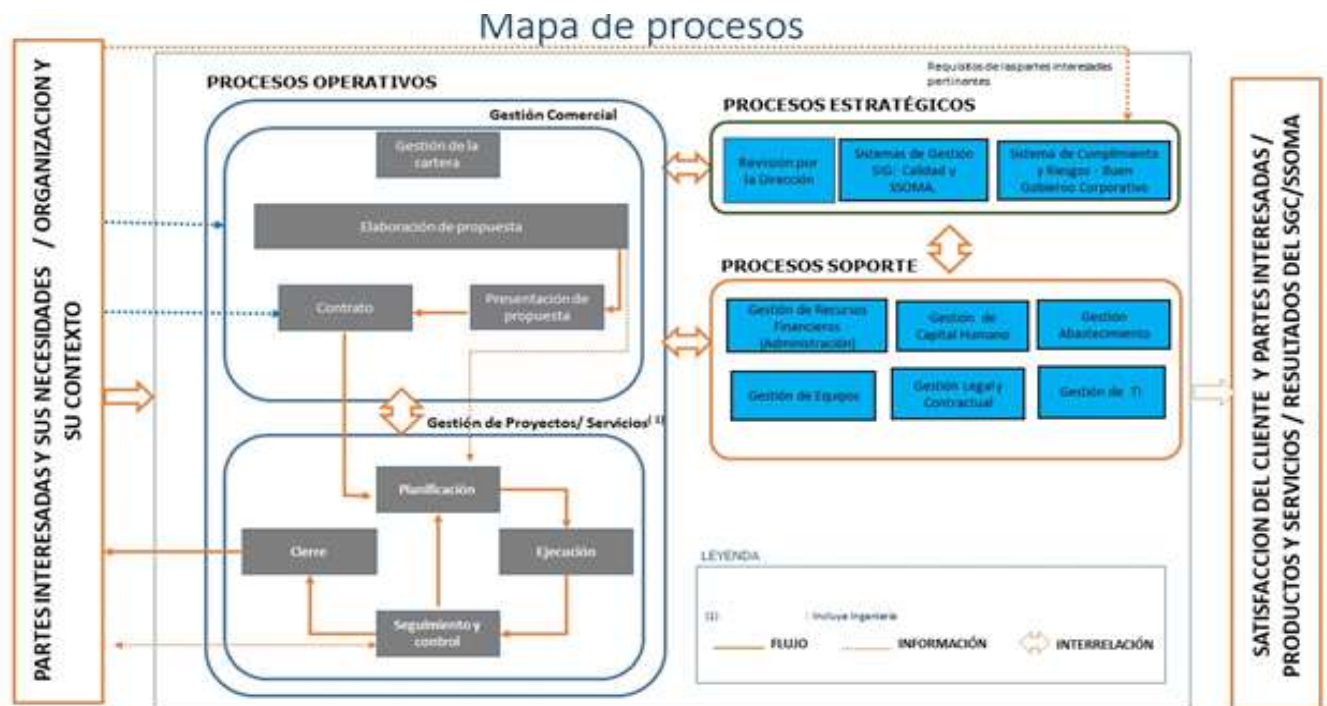 Mapa de procesos
PARTES INTERESADAS Y SUS NECESIDADES / ORGANIZACION Y
SU CONTEXTO
Requisitos de las partes interesadas
pertinentes
PROCESOS OPERATIVOS
Gestión Comercial
Gestión de la
cartera
Elaboración de propuesta
Contrato
Presentación de
propuesta
Gestión de Proyectos/ Servicios( 1)
Planificación
Cierre
Ejecución
Seguimiento y
control
PROCESOS ESTRATÉGICOS
Revisión por
la Dirección
Sistemas de Gestión
SIG: Calidad y
SSOMA.
Sistema de Cumplimiento
y Riesgos - Buen
Gobierno Corporativo
PROCESOS SOPORTE
Gestión de Recursos
Financieros
(Administración)
Gestión de
Capital Humano
Gestión
Abastecimiento
Gestión de Equipos
Gestión Legal y
Contractual
Gestión de TI
LEYENDA
(1) : Incluye Ingeniería
FLUJO
INFORMACIÓN
INTERRELACIÓN
SATISFACCION DEL CLIENTE Y PARTES INTERESADAS /
PRODUCTOS Y SERVICIOS / RESULTADOS DEL SGC/SSOMA